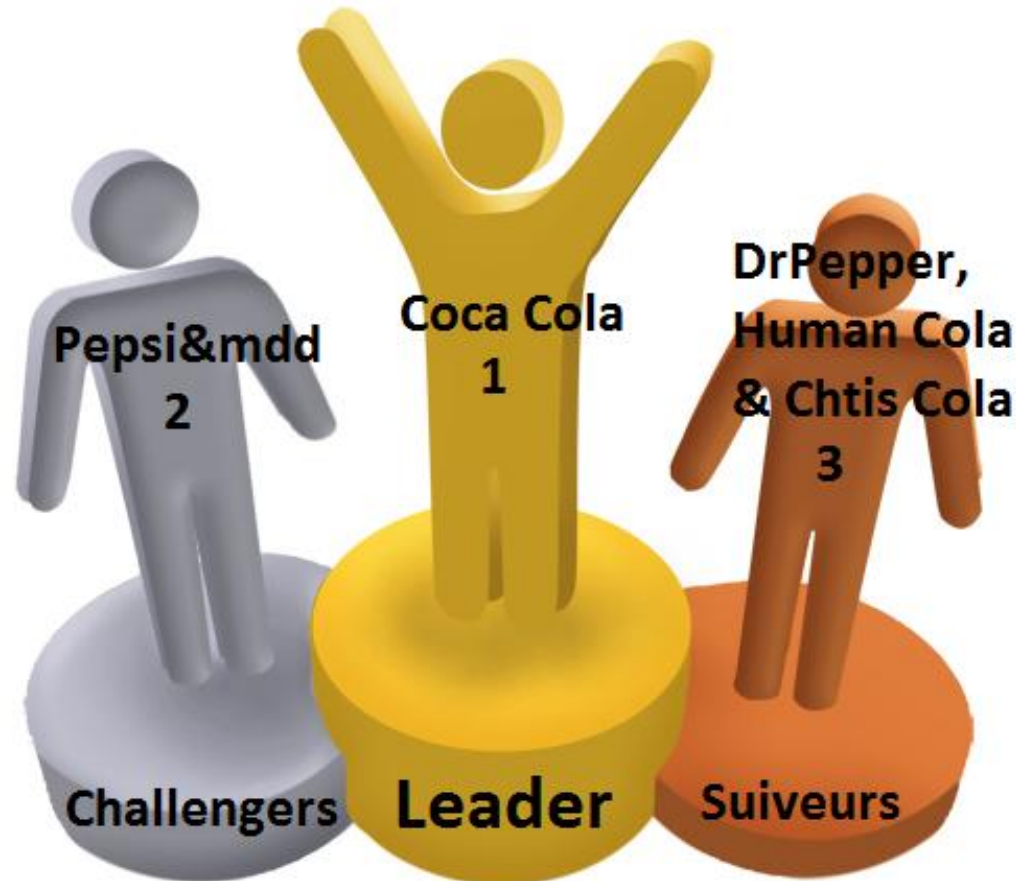 Pepsi&mdd
2
Challengers
Coca Cola
1
Leader
DrPepper,
Human Cola
& Chtis Cola
3
Suiveurs